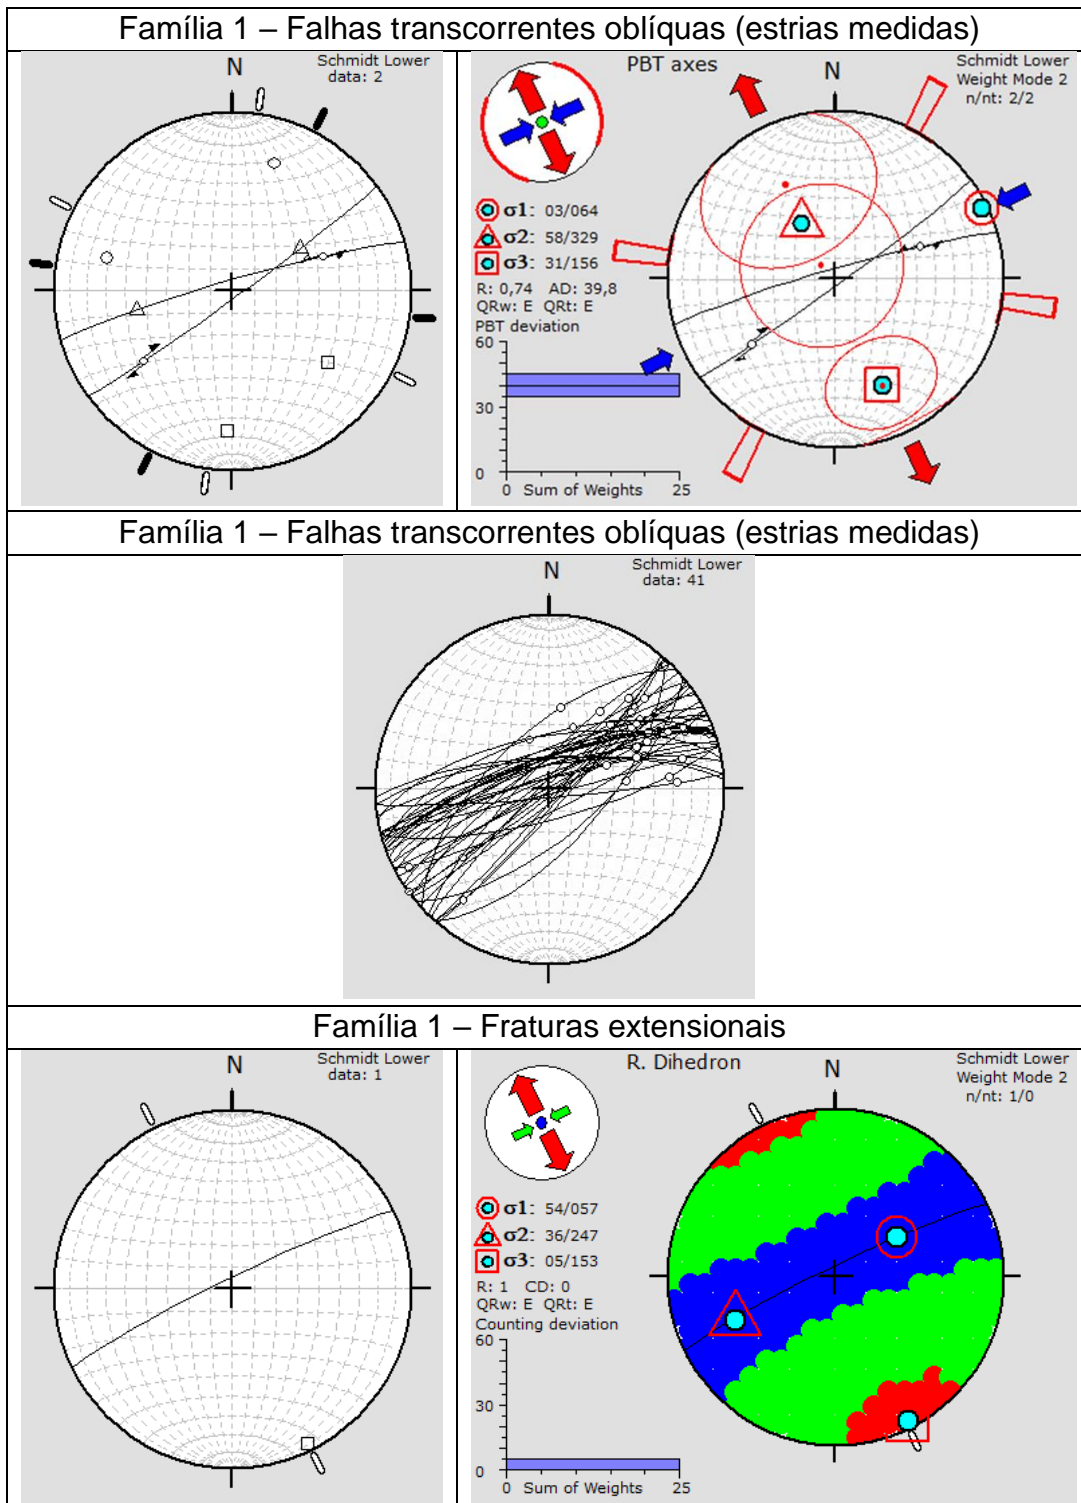 Família 1 – Falhas transcorrentes oblíquas (estrias medidas)
N
Schmidt Lower
data: 2
PBT axes
N
Schmidt Lower
Weight Mode 2
n/nt: 2/2
σ1: 03/064
σ2: 58/329
σ3: 31/156
R: 0,74 AD: 39,8
QRw: E QRt: E
PBT deviation
60
30
0
0 Sum of Weights 25
Família 1 – Falhas transcorrentes oblíquas (estrias medidas)
N
Schmidt Lower
data: 41
Família 1 – Fraturas extensionais
N
Schmidt Lower
data: 1
R. Dihedron
N
Schmidt Lower
Weight Mode 2
n/nt: 1/0
σ1: 54/057
σ2: 36/247
σ3: 05/153
R: 1 CD: 0
QRw: E QRt: E
Counting deviation
60
30
0
0 Sum of Weights 25